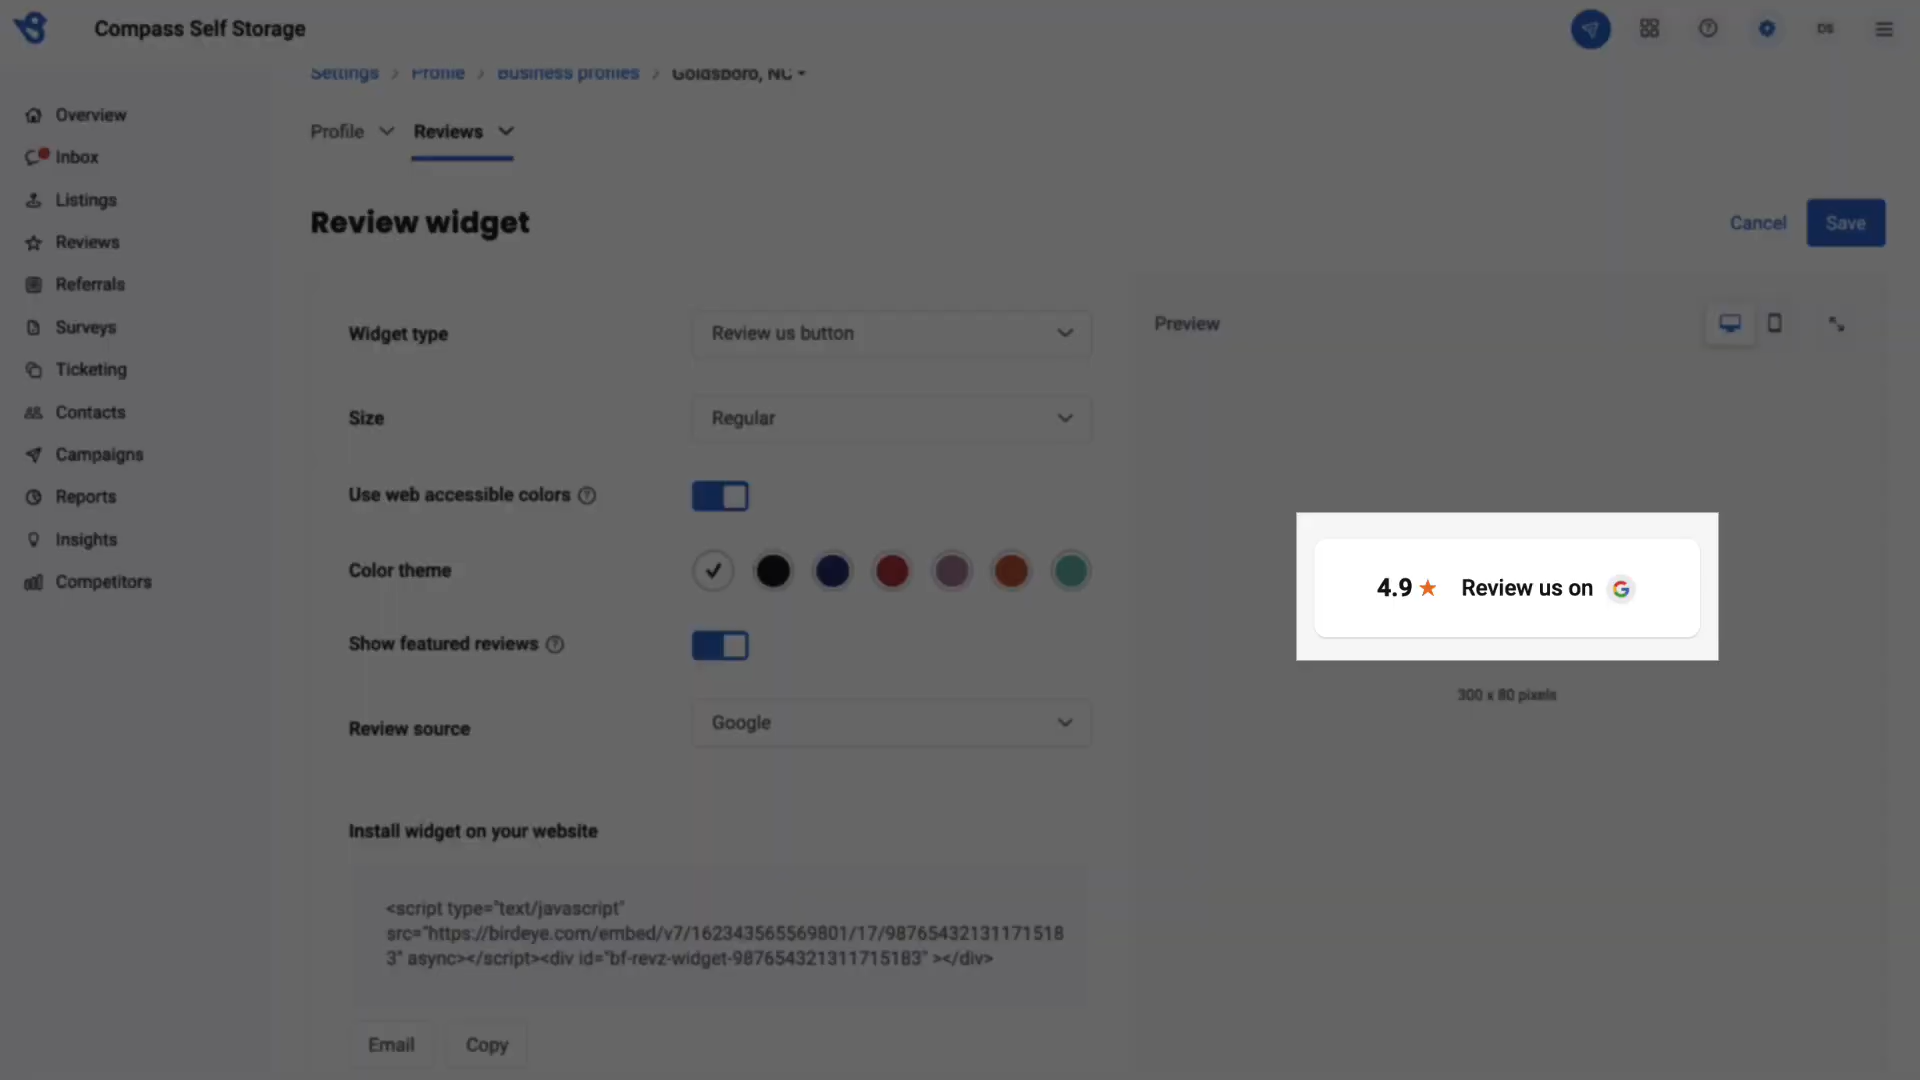 Compass Self Storage
DS
Settings > Profile > Business profiles > Goldsboro, NC
Overview
Inbox
Listings
Reviews
Referrals
Surveys
Ticketing
Contacts
Campaigns
Reports
Insights
Competitors
Profile
Reviews
Review widget
Cancel
Save
Widget type
Review us button
Size
Regular
Use web accessible colors
Color theme
Show featured reviews
Review source
Google
Install widget on your website
<script type="text/javascript"
src="https://birdeye.com/embed/v7/162343565569801/17/98765432131171518
3" async></script><div id="bf-revz-widget-987654321311715183" ></div>
Email
Copy
Preview
4.9 ★ Review us on G
300 x 80 pixels